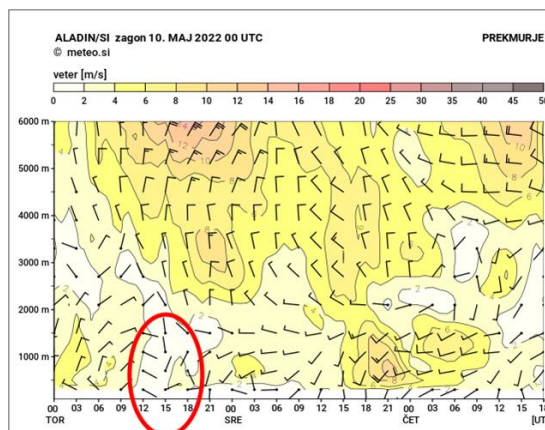 ALADIN/SI zagon 10. MAJ 2022 00 UTC PREKMURJE
© meteo.si
veter [m/s]
0 2 4 6 8 10 12 14 16 18 20 25 30 35 40 45 50
6000 m
5000 m
4000 m
3000 m
2000 m
1000 m
00 03 06 09 12 15 18 21 00 03 06 09 12 15 18 21 00 03 06 09 12 15 18
TOR SRE ČET [UT